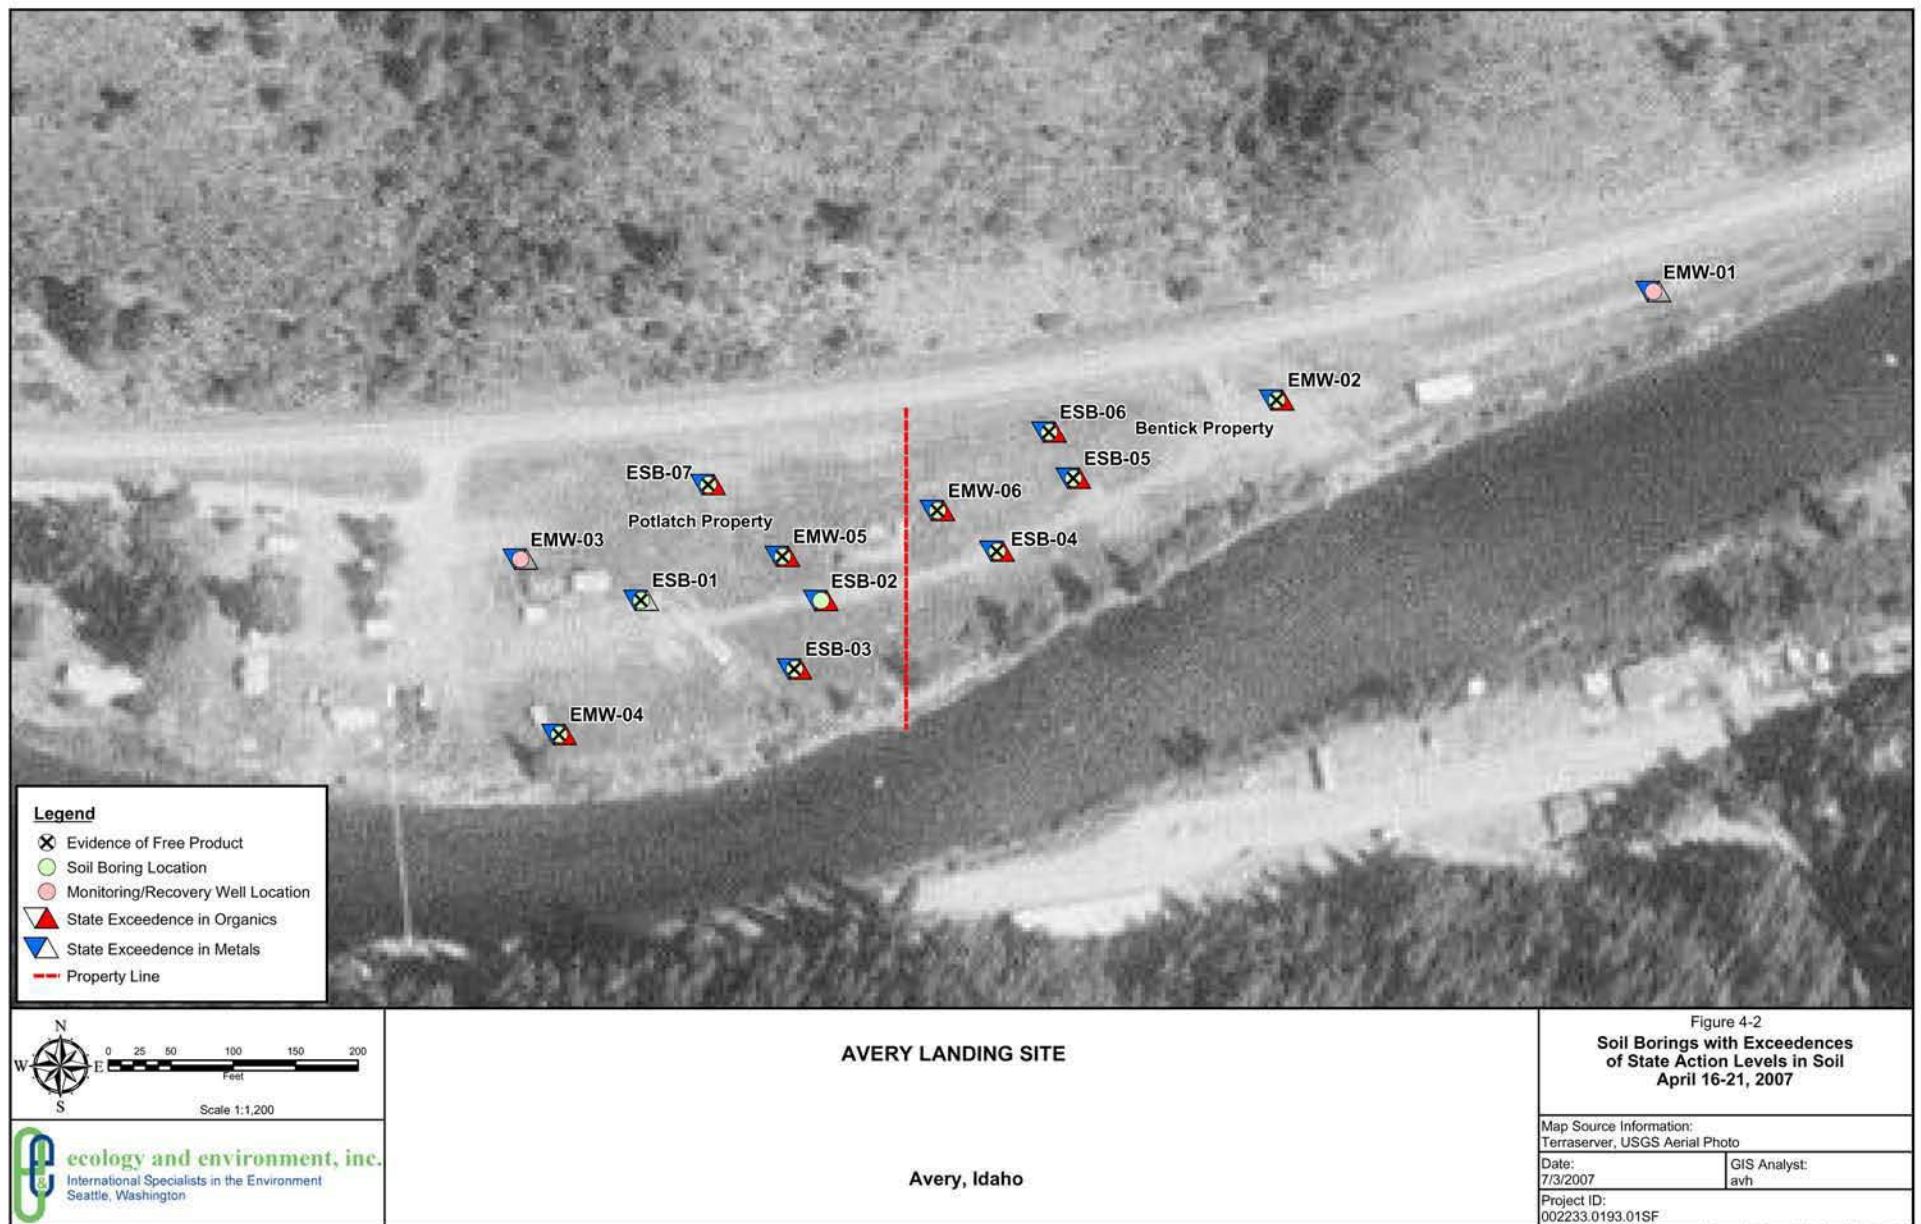 EMW-01
EMW-02
ESB-06
Bentick Property
ESB-05
ESB-07
EMW-06
Potlatch Property
EMW-03
EMW-05
ESB-04
ESB-01
ESB-02
ESB-03
EMW-04
Legend
Evidence of Free Product
Soil Boring Location
Monitoring/Recovery Well Location
State Exceedence in Organics
State Exceedence in Metals
Property Line
N
W E
S
0 25 50 100 150 200
Feet
Scale 1:1,200
ecology and environment, inc.
International Specialists in the Environment
Seattle, Washington
AVERY LANDING SITE
Avery, Idaho
Figure 4-2
Soil Borings with Exceedences
of State Action Levels in Soil
April 16-21, 2007
Map Source Information:
Terraserver, USGS Aerial Photo
Date:
7/3/2007
GIS Analyst:
avh
Project ID:
002233.0193.01SF